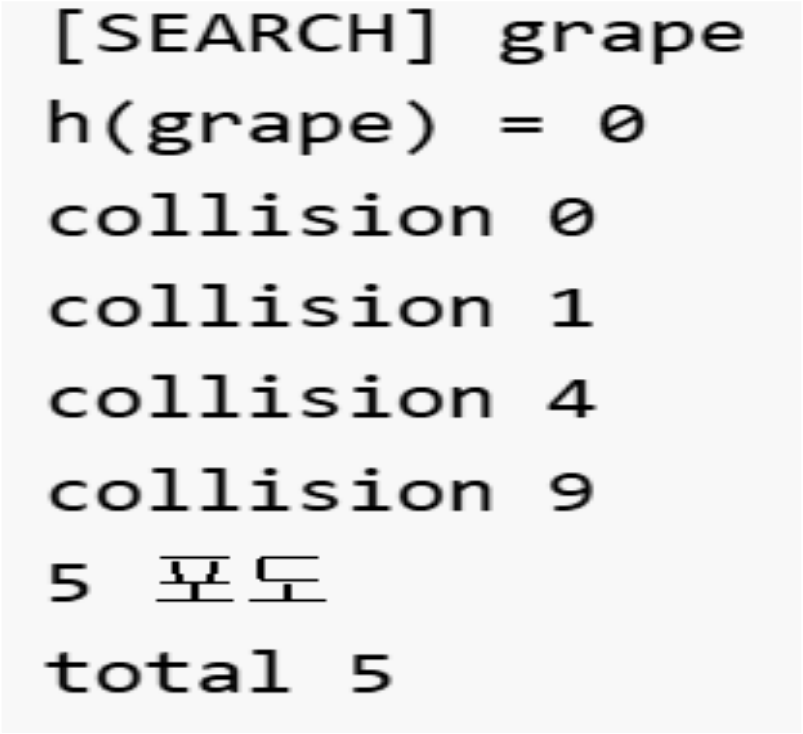 [SEARCH] grape
h(grape) = 0
collision 0
collision 1
collision 4
collision 9
5 포도
total 5